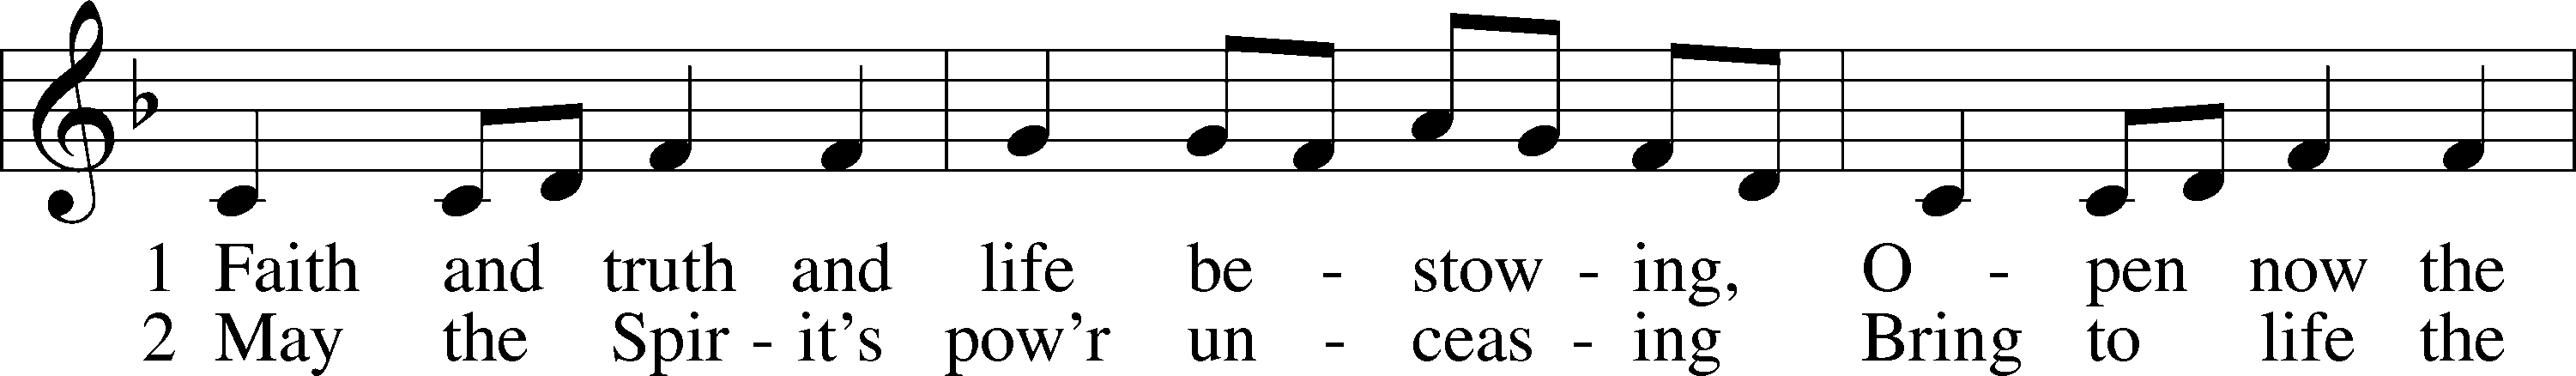 1 Faith and truth and life be - stow - ing, O - pen now the
2 May the Spir - it's pow'r un - ceas - ing Bring to life the